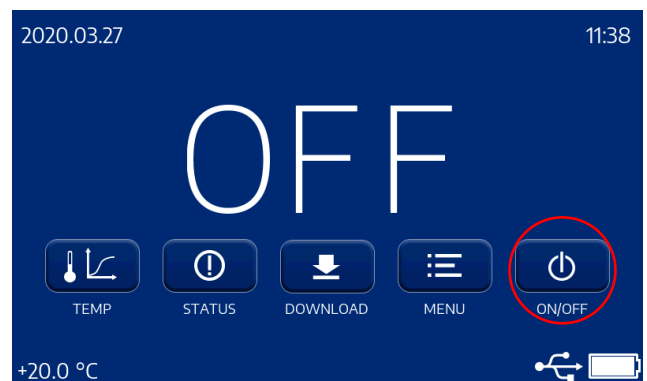 2020.03.27 11:38
OFF
TEMP STATUS DOWNLOAD MENU ON/OFF
+20.0 °C